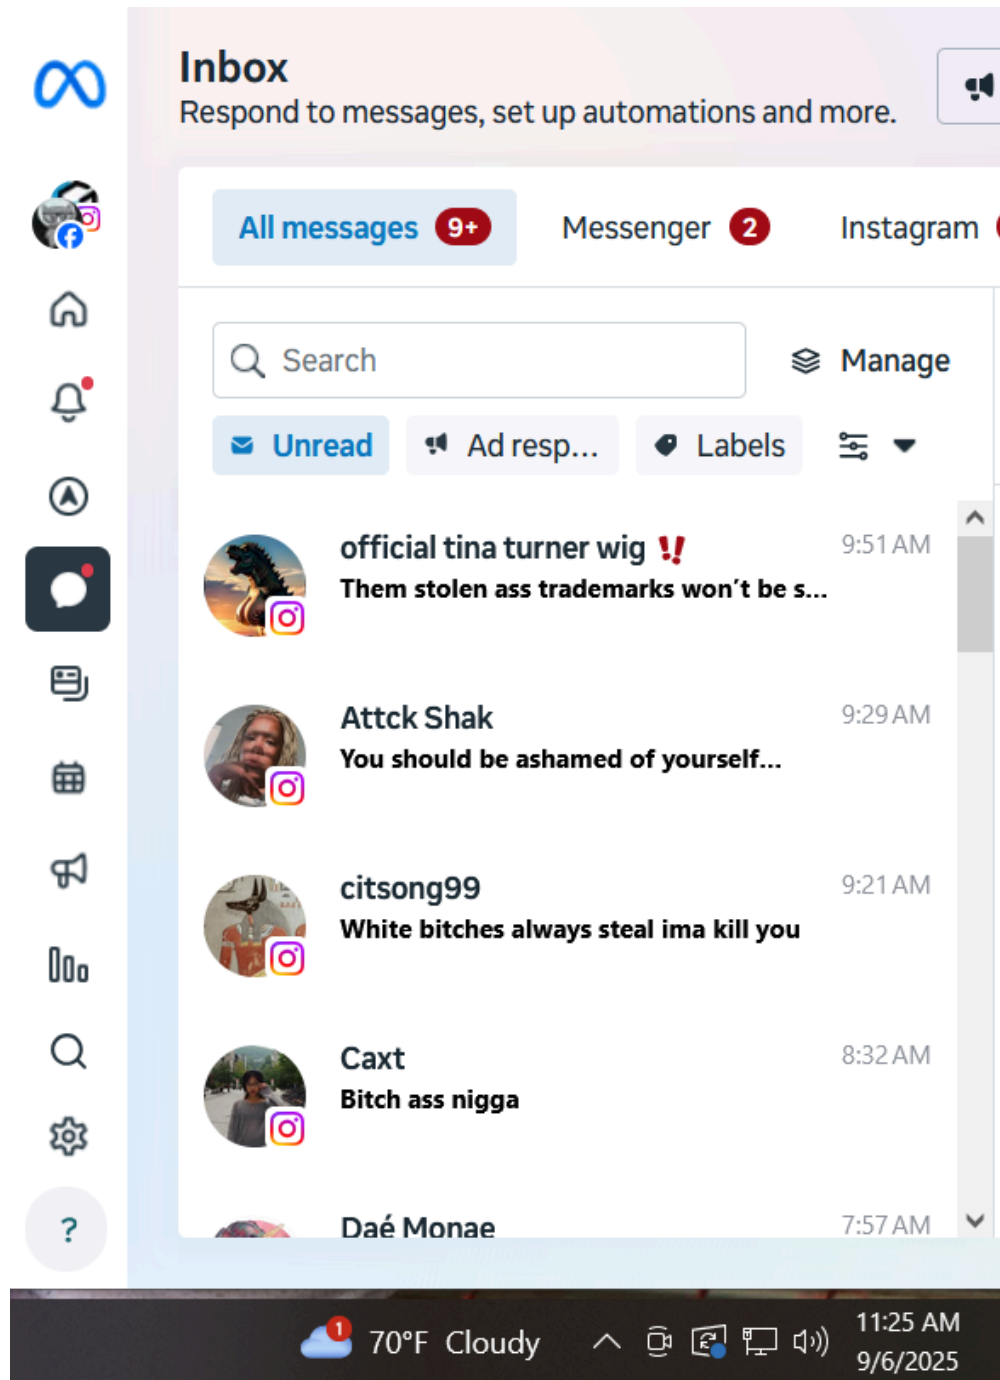 Inbox
Respond to messages, set up automations and more.
All messages 9+ Messenger 2 Instagram
Search Manage
Unread Ad resp... Labels
official tina turner wig ‼️ 9:51 AM
Them stolen ass trademarks won't be s...
Attck Shak 9:29 AM
You should be ashamed of yourself...
citsong99 9:21 AM
White bitches always steal ima kill you
Caxt 8:32 AM
Bitch ass nigga
Daé Monae 7:57 AM
?
1 70°F Cloudy 11:25 AM
9/6/2025